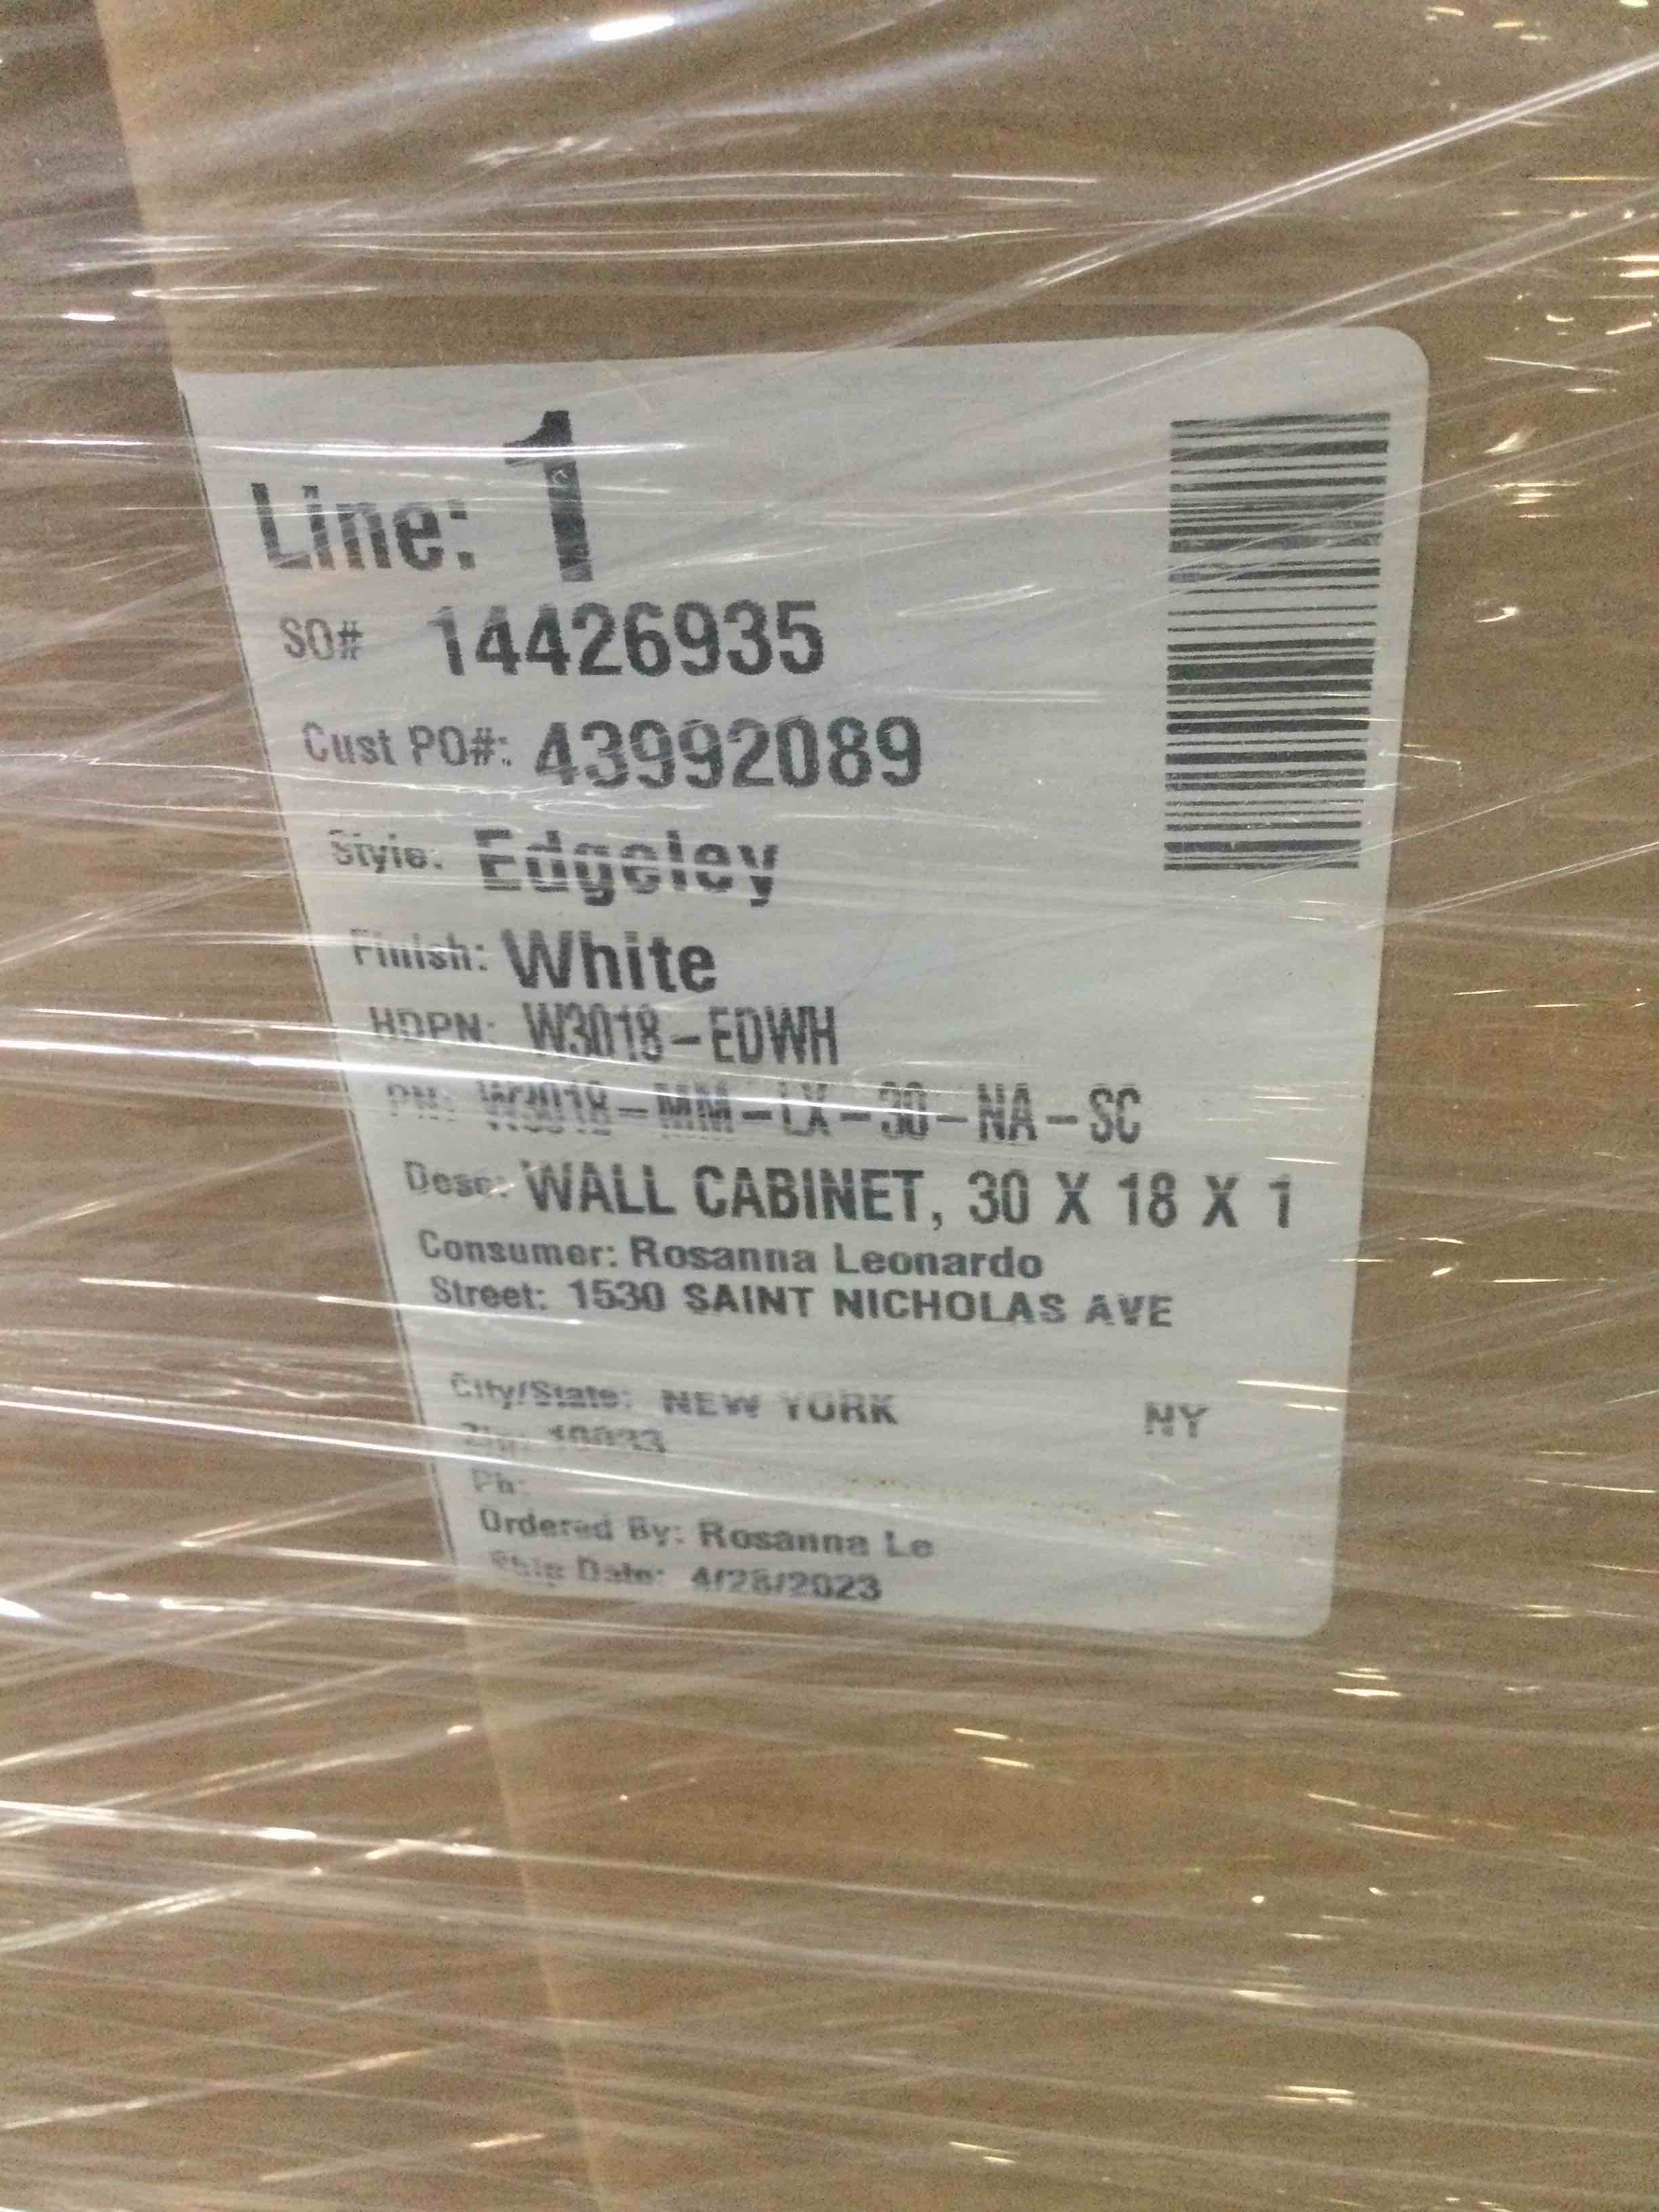 Line: 1
SO# 14426935
Cust PO#: 43992089
Style: Edgeley
Finish: White
HDPN: W3018-EDWH
PN: W3018-MM-LX-30-NA-SC
Desc: WALL CABINET, 30 X 18 X 1
Consumer: Rosanna Leonardo
Street: 1530 SAINT NICHOLAS AVE
City/State: NEW YORK NY
Zip: 10033
Ph:
Ordered By: Rosanna Le
Ship Date: 4/28/2023